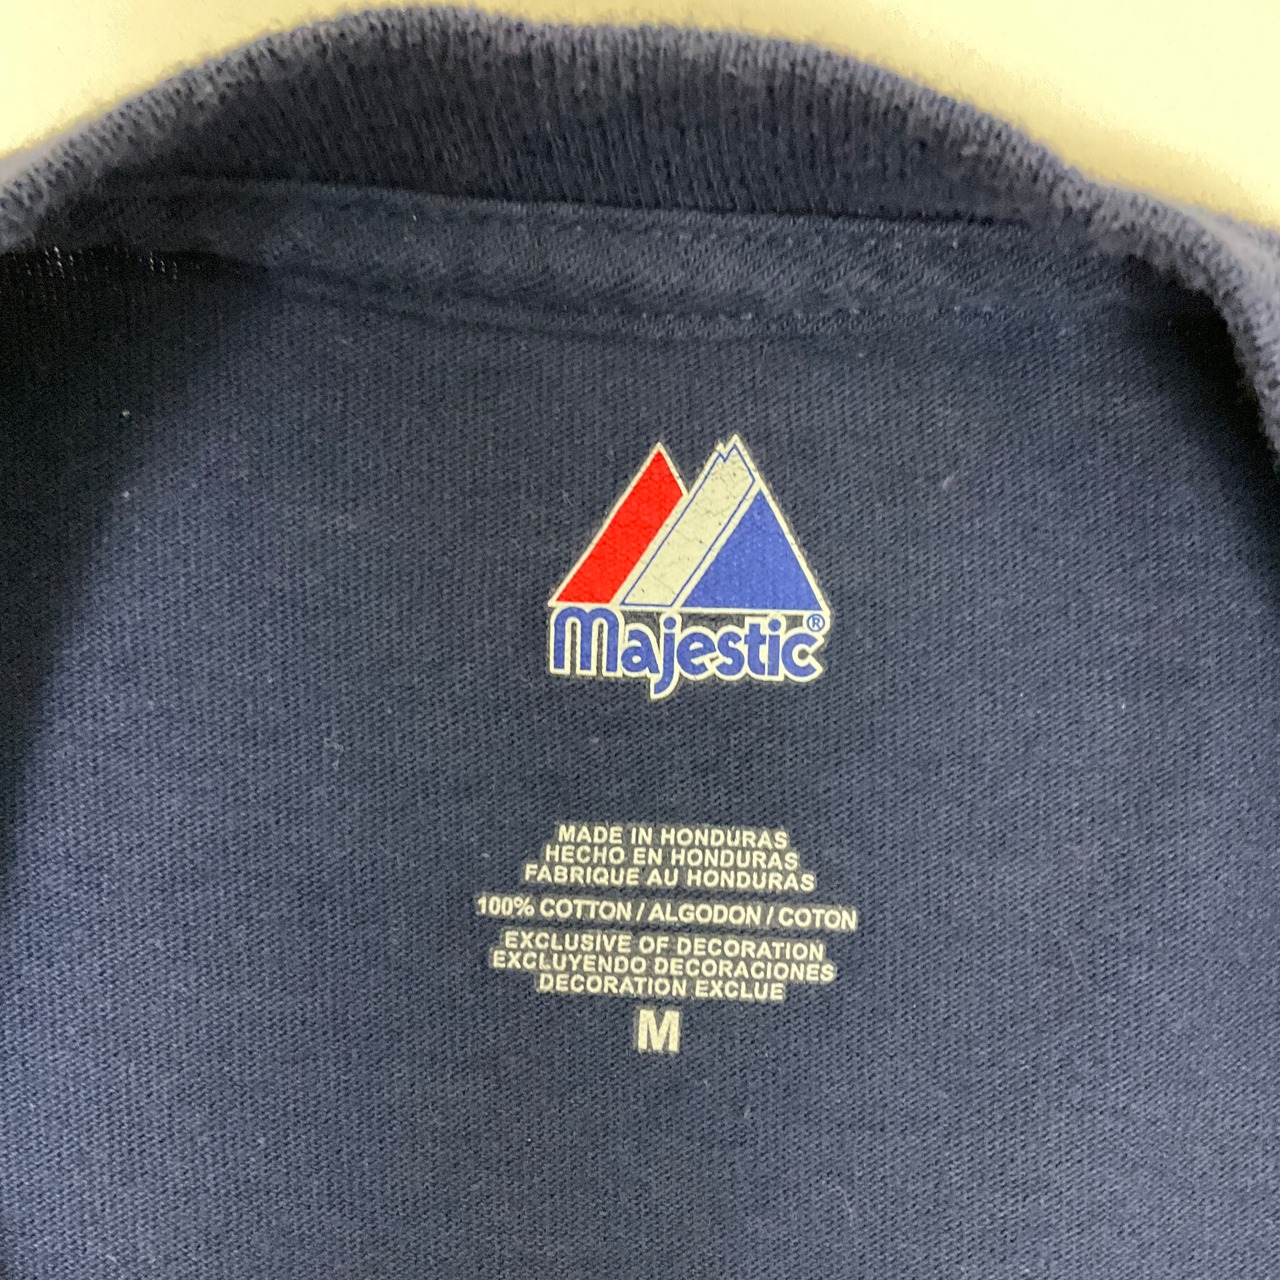 Majestic®
MADE IN HONDURAS
HECHO EN HONDURAS
FABRIQUE AU HONDURAS
100% COTTON / ALGODON / COTON
EXCLUSIVE OF DECORATION
EXCLUYENDO DECORACIONES
DECORATION EXCLUE
M